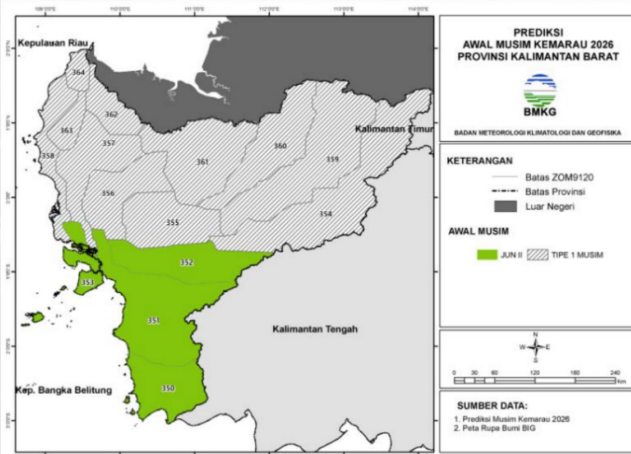 PREDIKSI
AWAL MUSIM KEMARAU 2026
PROVINSI KALIMANTAN BARAT
BMKG
BADAN METEOROLOGI KLIMATOLOGI DAN GEOFISIKA
KETERANGAN
Batas ZOM9120
Batas Provinsi
Luar Negeri
AWAL MUSIM
JUN II
TIPE 1 MUSIM
N
W E
S
0 30 60 120 180 240
Km
SUMBER DATA:
1. Prediksi Musim Kemarau 2026
2. Peta Rupa Bumi BIG
Kepulauan Riau
364
362
363
357
358
361
360
359
Kalimantan Timur
356
355
354
352
353
351
Kalimantan Tengah
350
Kep. Bangka Belitung